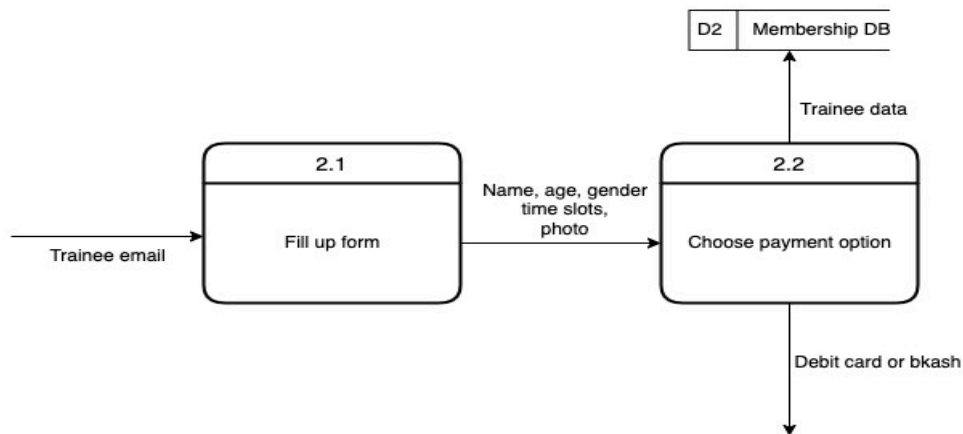 D2 Membership DB
Trainee data
2.1
2.2
Name, age, gender
time slots,
photo
Fill up form
Choose payment option
Trainee email
Debit card or bkash